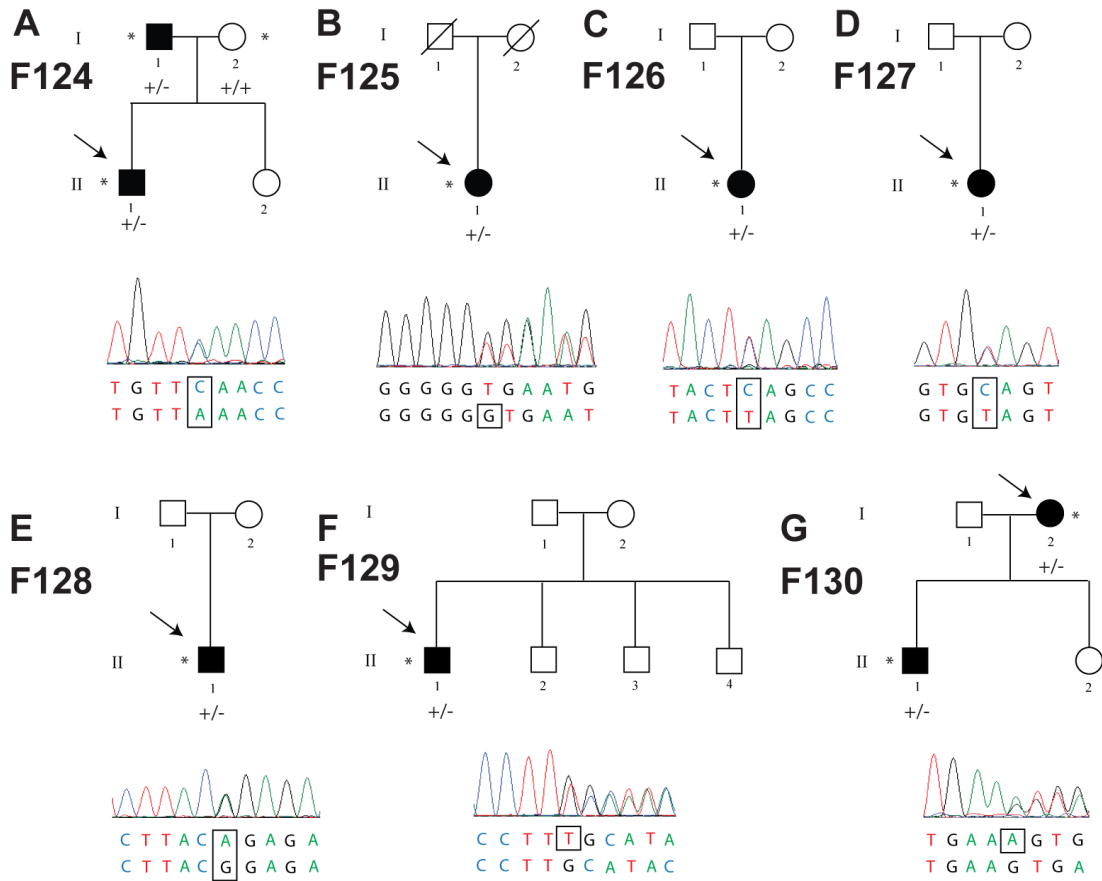 A
F124
I
* *
1 2
+/- +/+
II
*
1 2
+/-
T G T T C A A C C
T G T T A A A C C
B
F125
I
1 2
II
*
1
+/-
G G G G G T G A A T G
G G G G G G T G A A T
C
F126
I
1 2
II
*
1
+/-
T A C T C A G C C
T A C T T A G C C
D
F127
I
1 2
II
*
1
+/-
G T G C A G T
G T G T A G T
E
F128
I
1 2
II
*
1
+/-
C T T A C A G A G A
C T T A C G G A G A
F
F129
I
1 2
II
*
1 2 3 4
+/-
C C T T T G C A T A
C C T T G C A T A C
G
F130
I
*
1 2
+/-
II
*
1 2
+/-
T G A A A G T G
T G A A G T G A